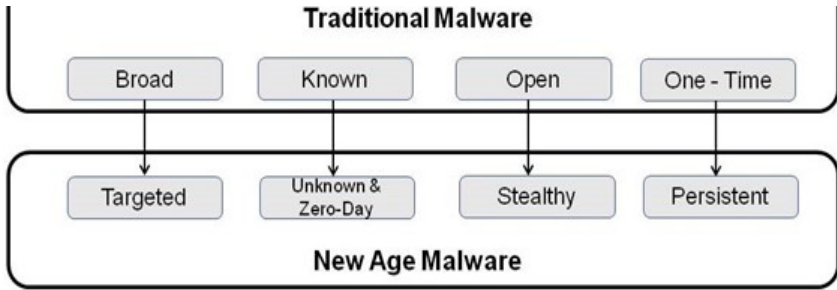 Traditional Malware
Broad
Known
Open
One - Time
Targeted
Unknown &
Zero-Day
Stealthy
Persistent
New Age Malware